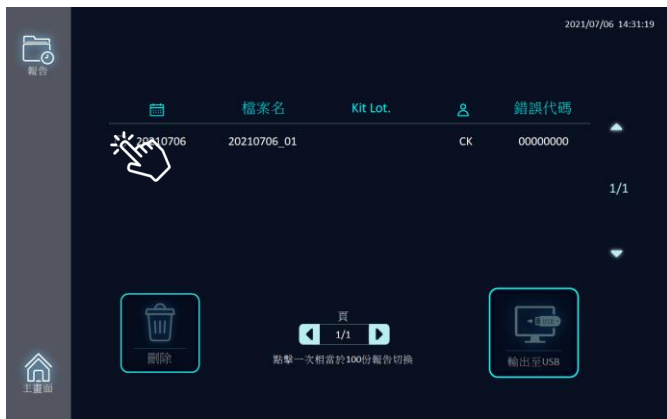 2021/07/06 14:31:19
報告
檔案名 Kit Lot. 錯誤代碼
20210706 20210706_01 CK 00000000
1/1
頁
1/1
刪除
點擊一次相當於100份報告切換
輸出至USB
主畫面